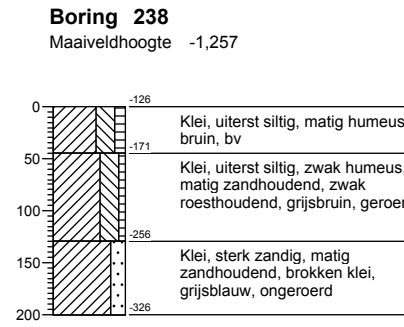 Boring 238
Maaiveldhoogte -1,257
0
-126
Klei, uiterst siltig, matig humeus
bruin, bv
-171
50
Klei, uiterst siltig, zwak humeus,
matig zandhoudend, zwak
roesthoudend, grijsbruin, geroer
100
-256
Klei, sterk zandig, matig
zandhoudend, brokken klei,
grijsblauw, ongeroerd
150
-326
200